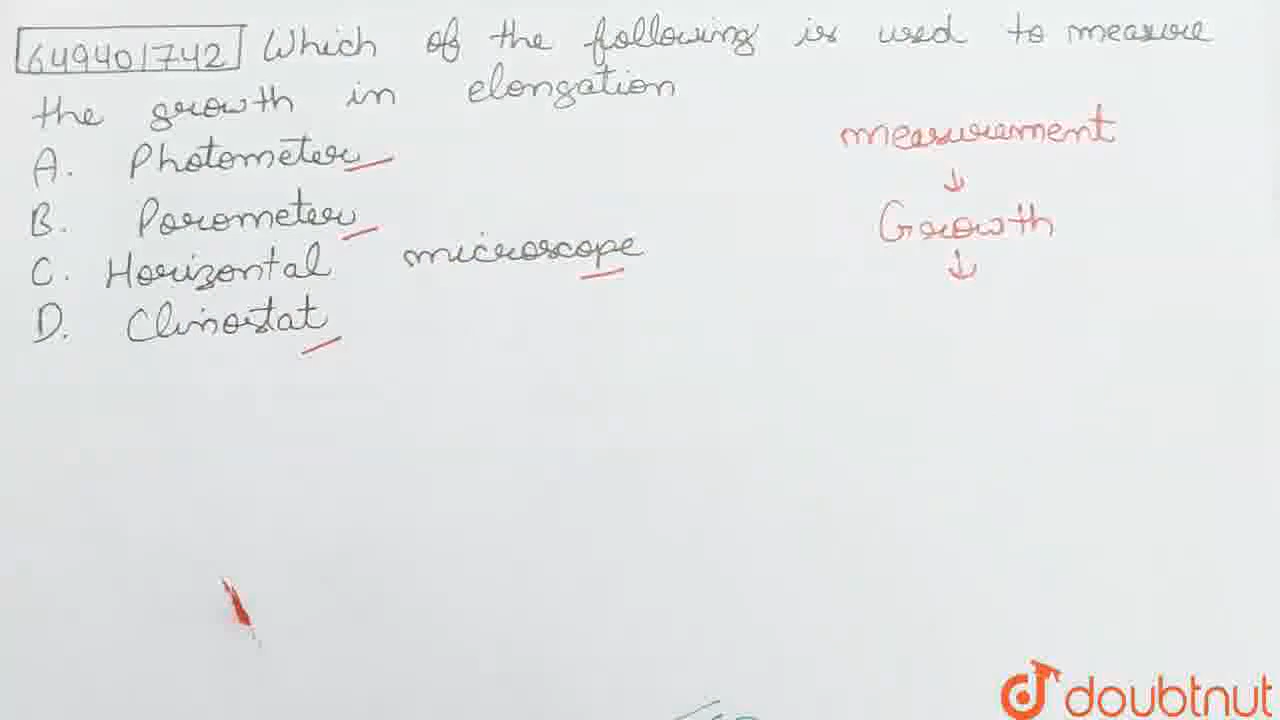 649401742 Which of the following is used to measure
the growth in elongation
A. Photometer
B. Porometer
C. Horizontal microscope
D. Clinostat
measurement
↓
Growth
↓
doubtnut